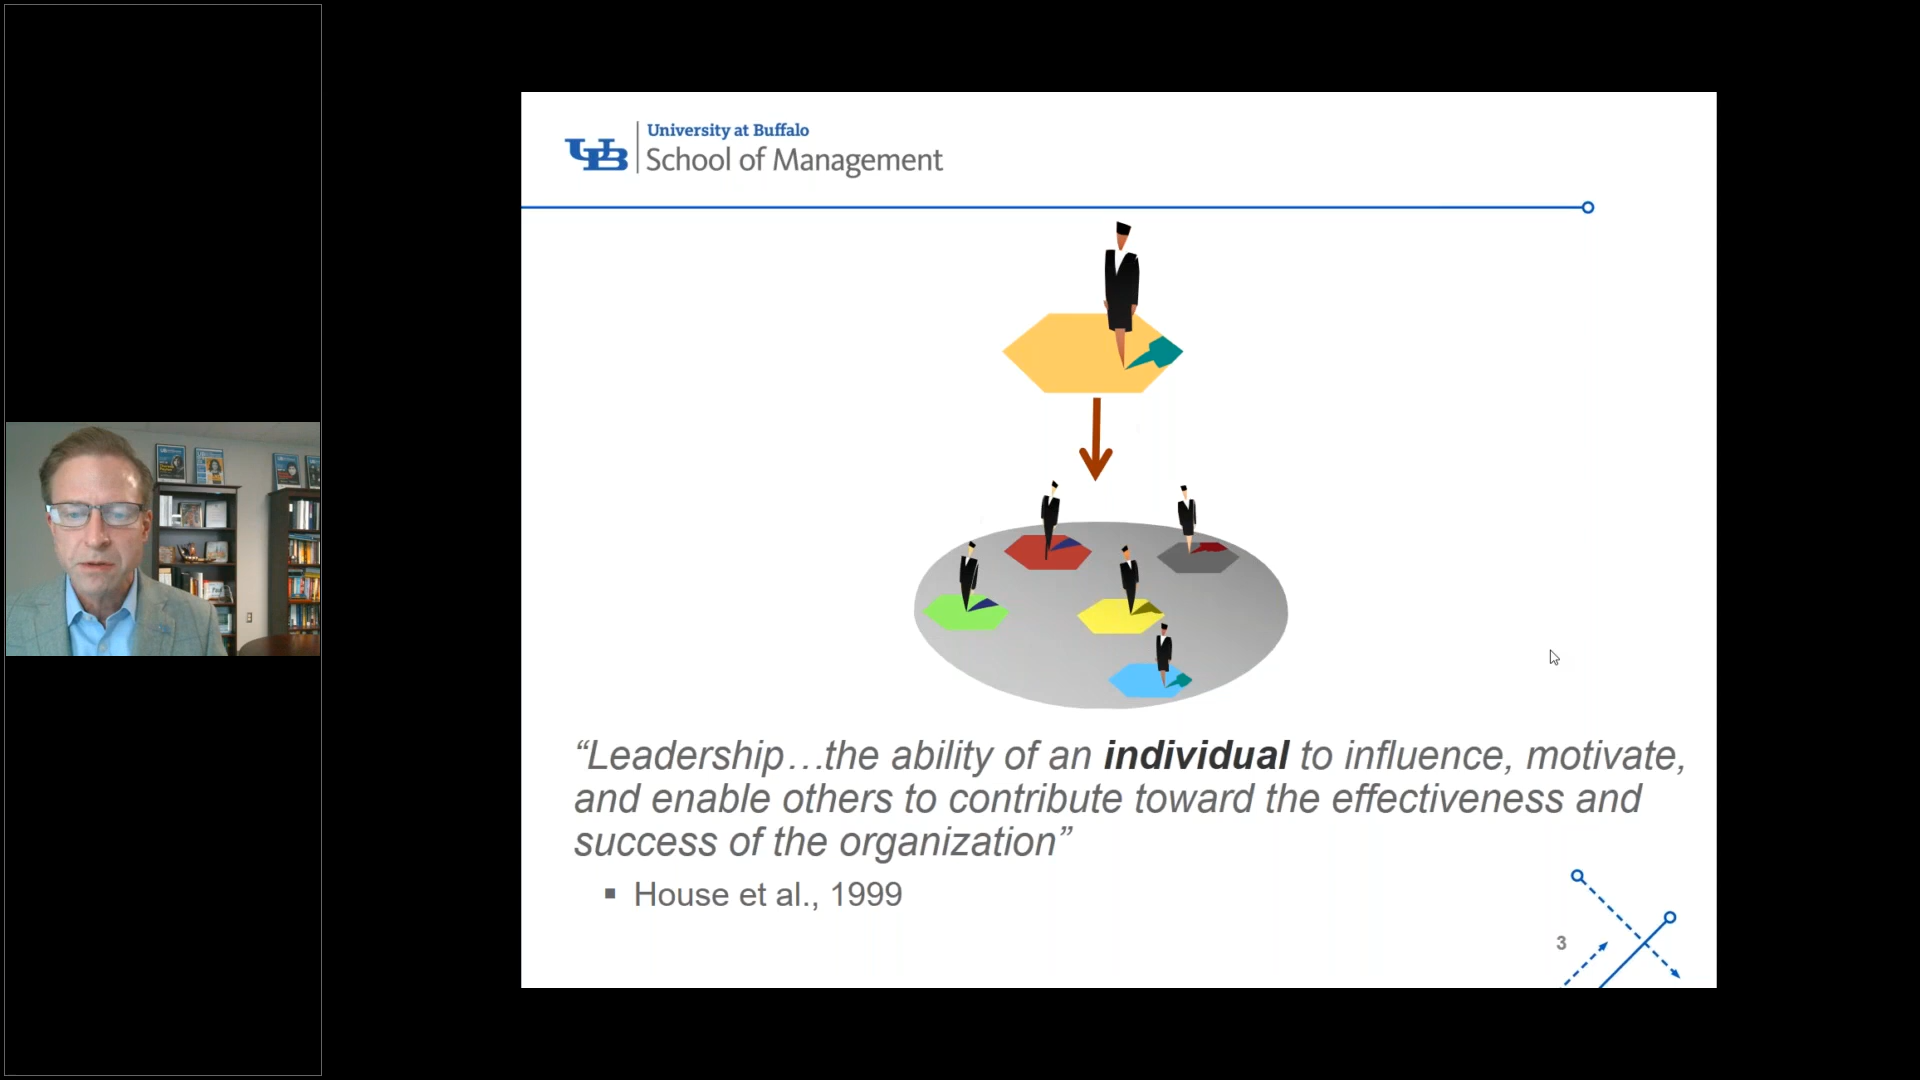 UB
University at Buffalo
School of Management
“Leadership…the ability of an individual to influence, motivate,
and enable others to contribute toward the effectiveness and
success of the organization”
▪ House et al., 1999
3